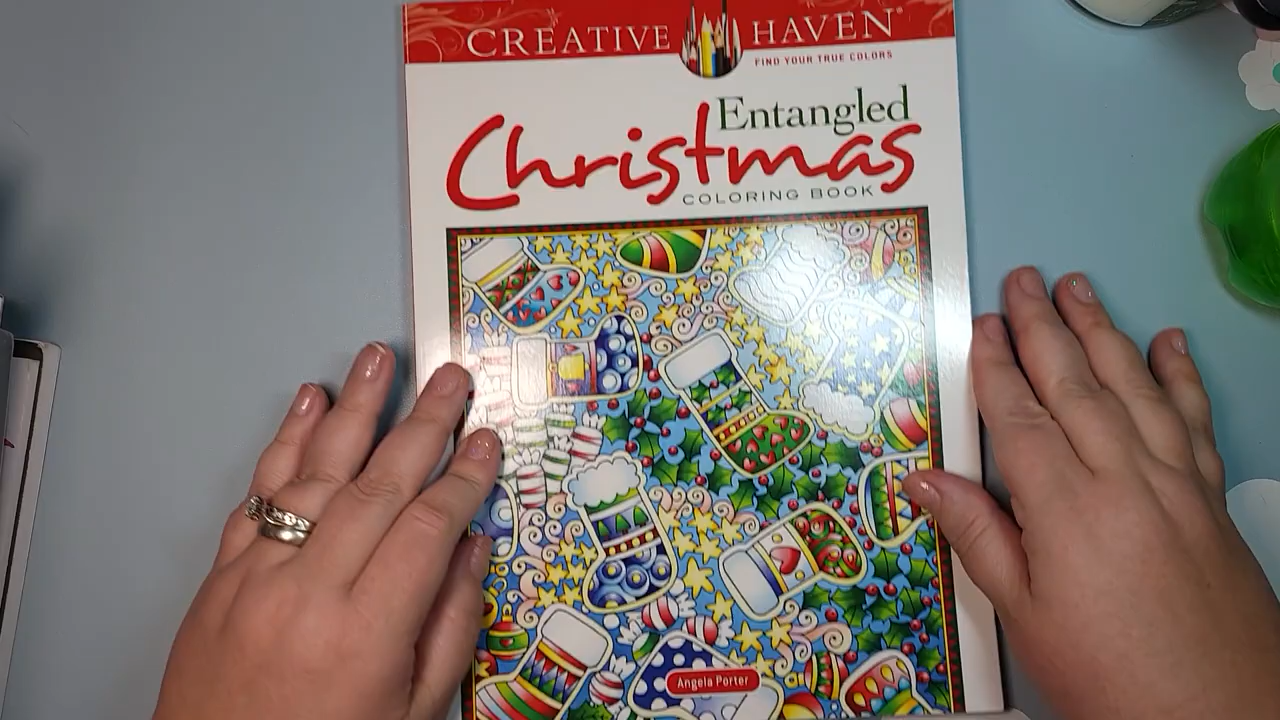 CREATIVE HAVEN®
FIND YOUR TRUE COLORS
Entangled
Christmas
COLORING BOOK
Angela Porter